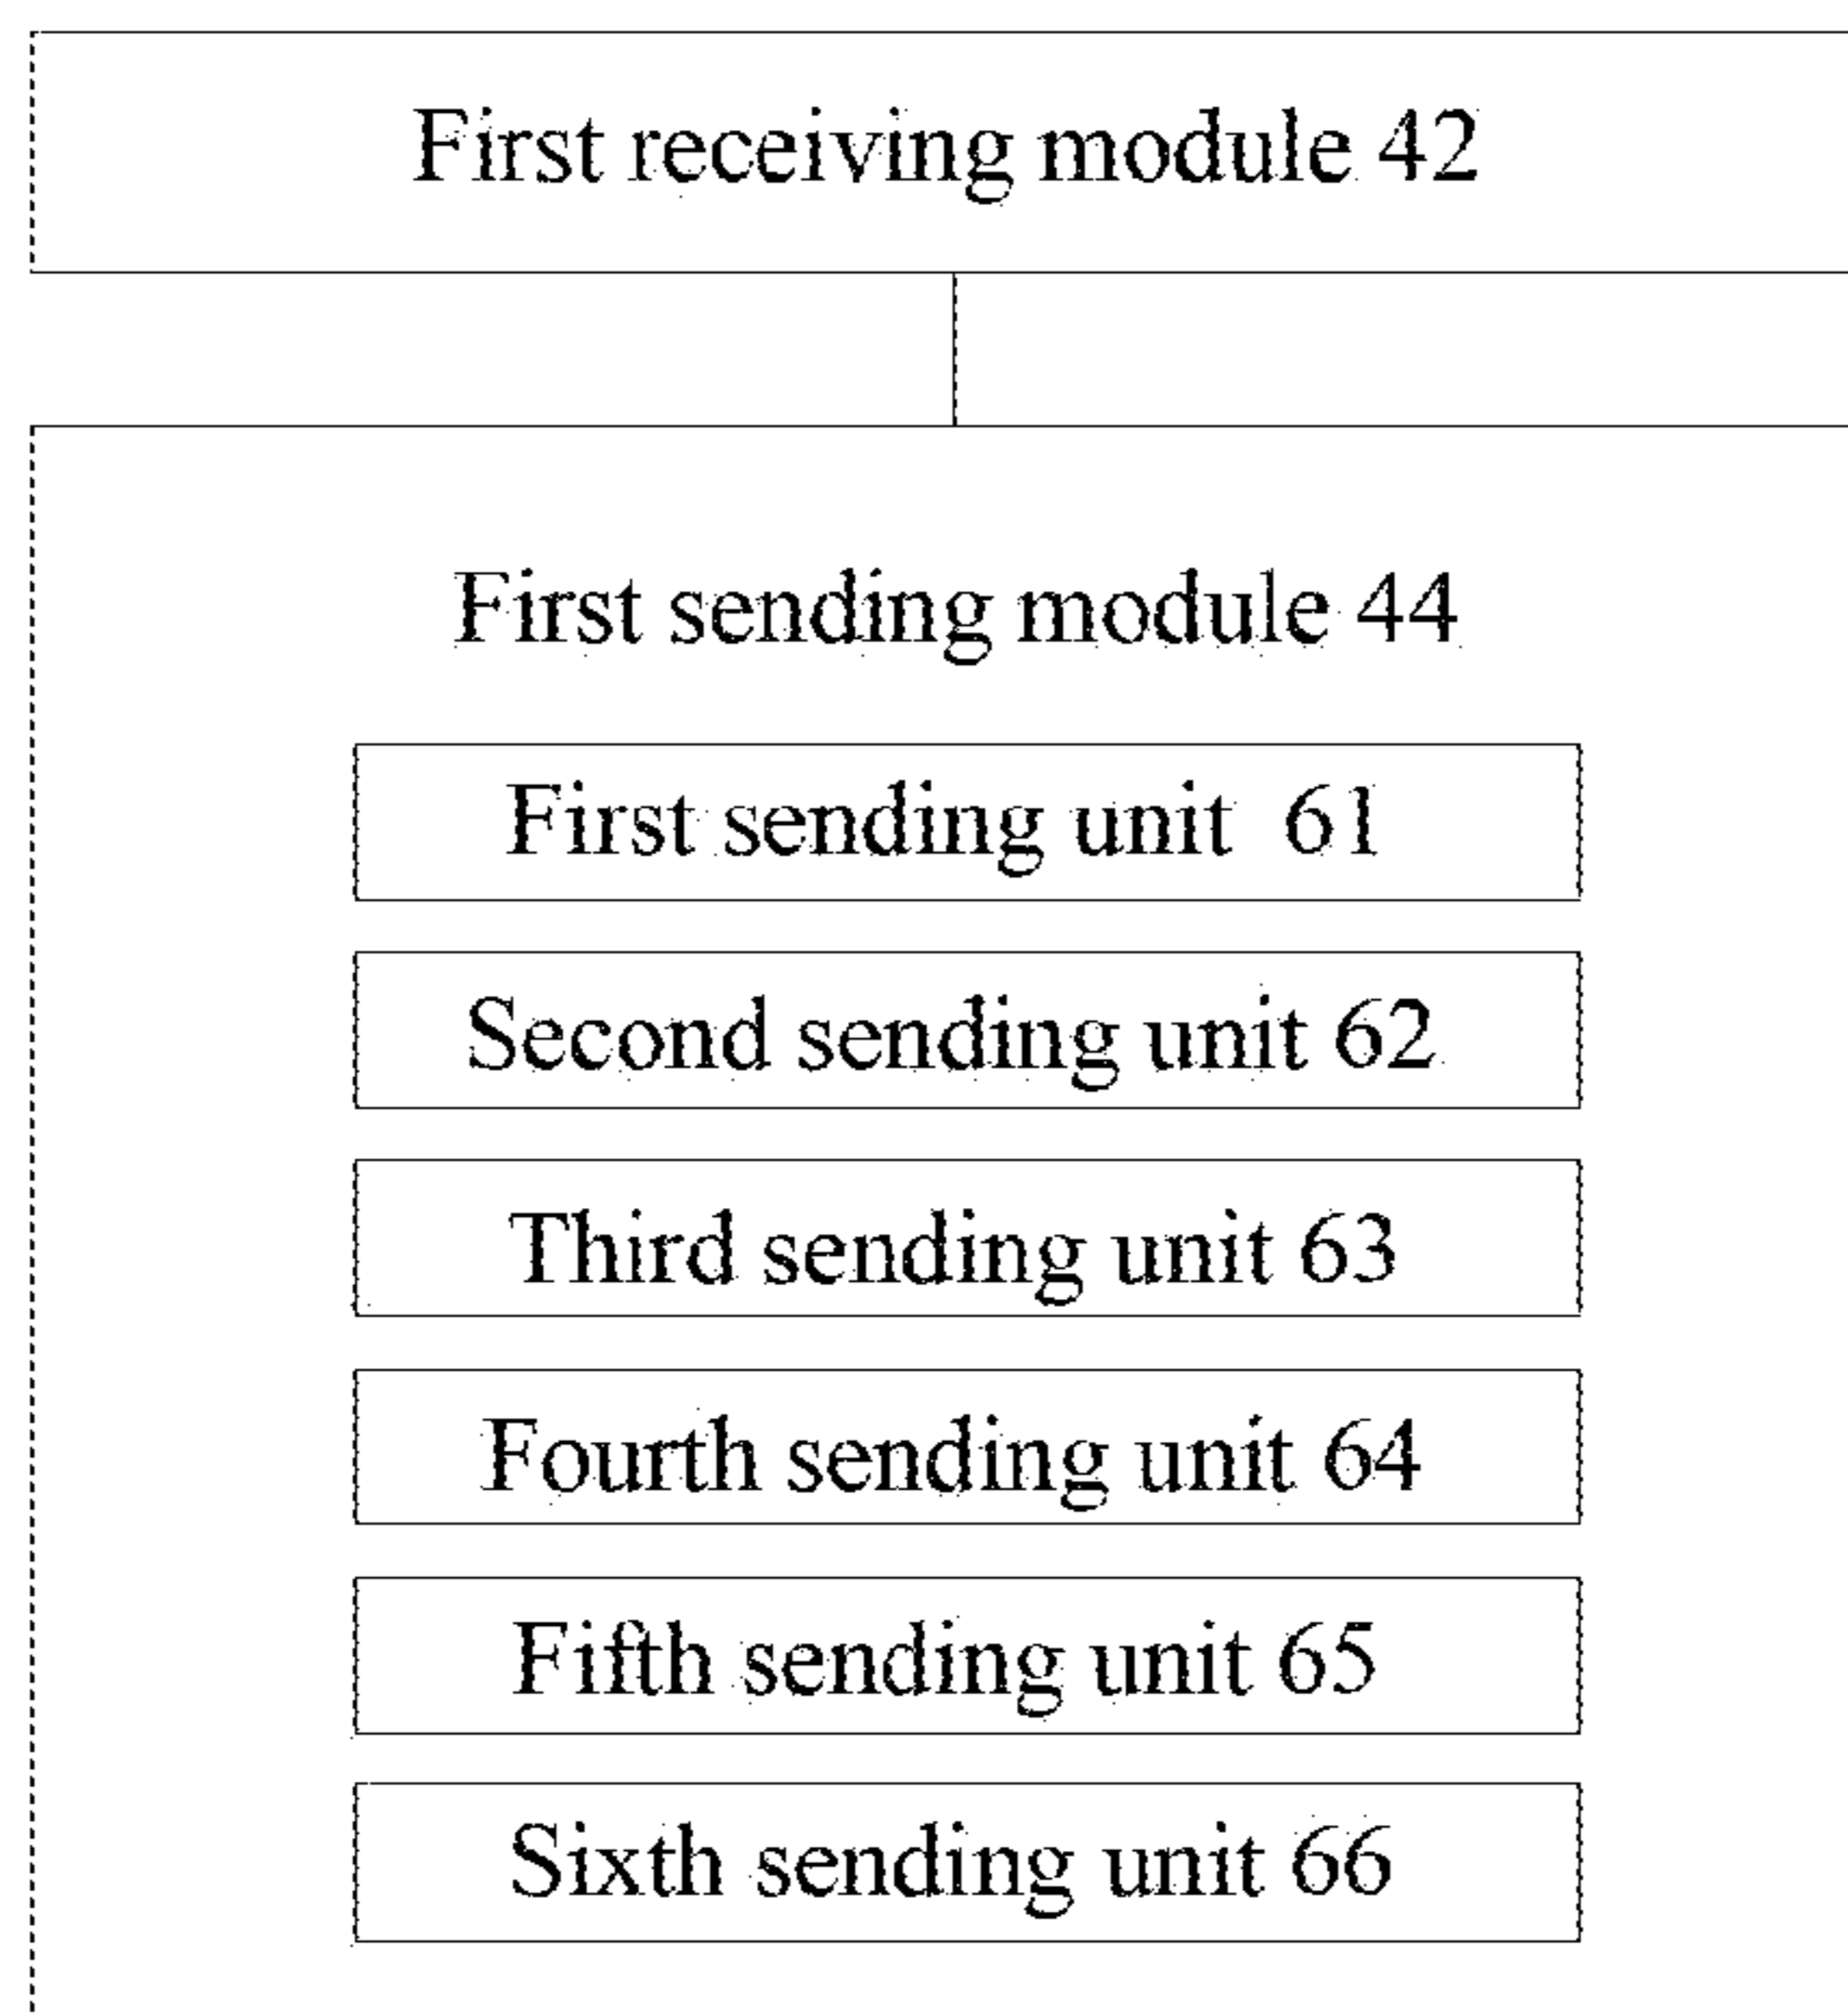 First receiving module 42
First sending module 44
First sending unit 61
Second sending unit 62
Third sending unit 63
Fourth sending unit 64
Fifth sending unit 65
Sixth sending unit 66